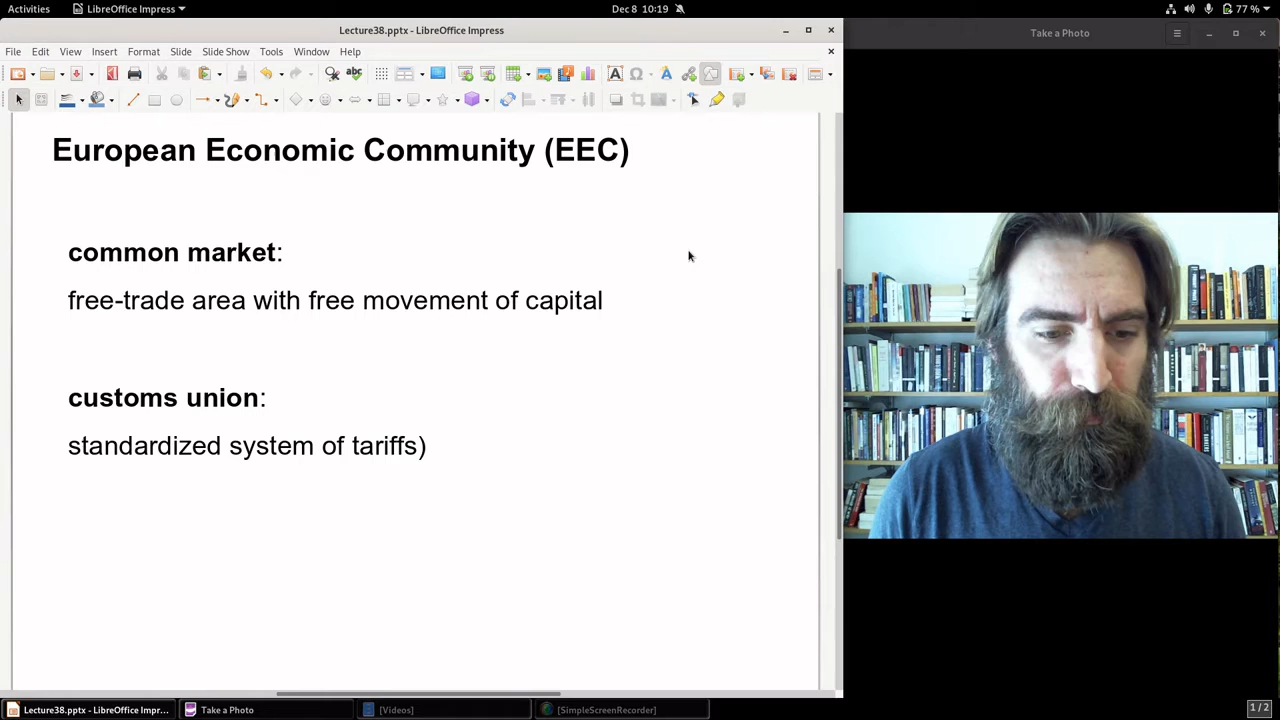 Activities
LibreOffice Impress
Dec 8 10:19
77 %
Lecture38.pptx - LibreOffice Impress
Take a Photo
File Edit View Insert Format Slide Slide Show Tools Window Help
European Economic Community (EEC)
common market:
free-trade area with free movement of capital
customs union:
standardized system of tariffs)
Lecture38.pptx - LibreOffice Impr...
Take a Photo
[Videos]
[SimpleScreenRecorder]
1 / 2